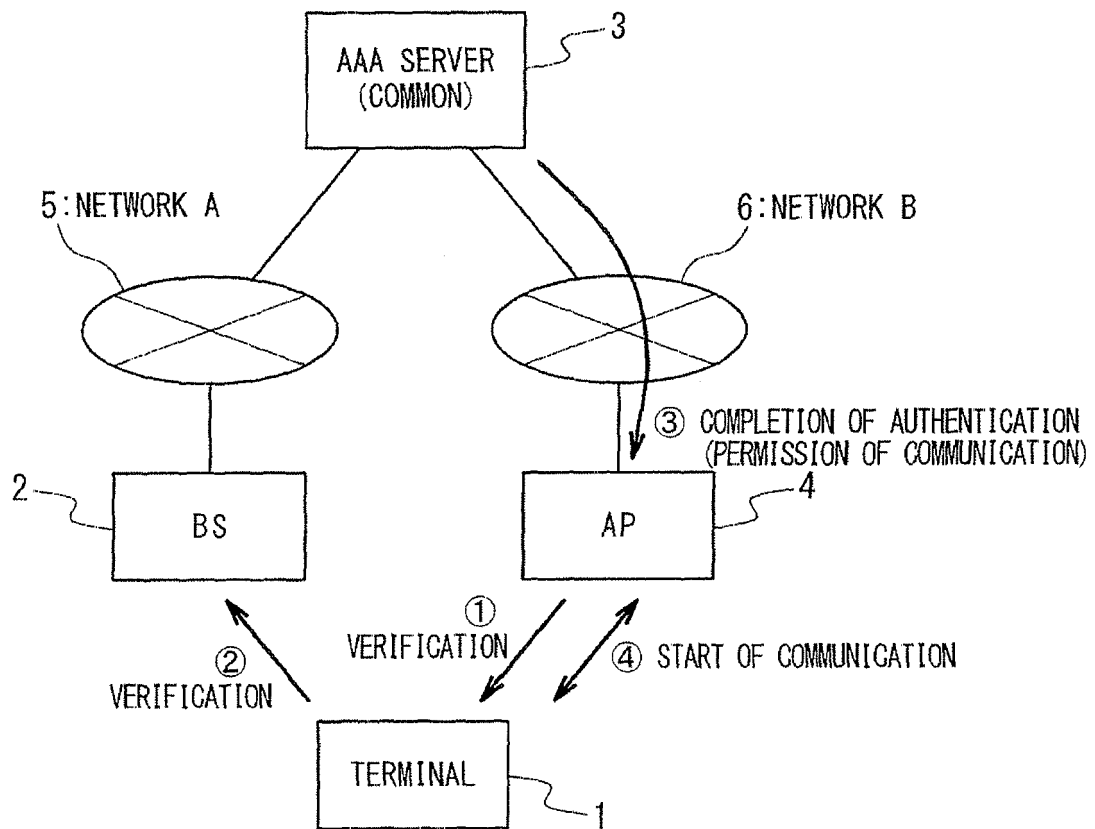 3
AAA SERVER
(COMMON)
5:NETWORK A
6:NETWORK B
③ COMPLETION OF AUTHENTICATION
(PERMISSION OF COMMUNICATION)
2
BS
AP
4
①
VERIFICATION
②
VERIFICATION
④ START OF COMMUNICATION
TERMINAL
1